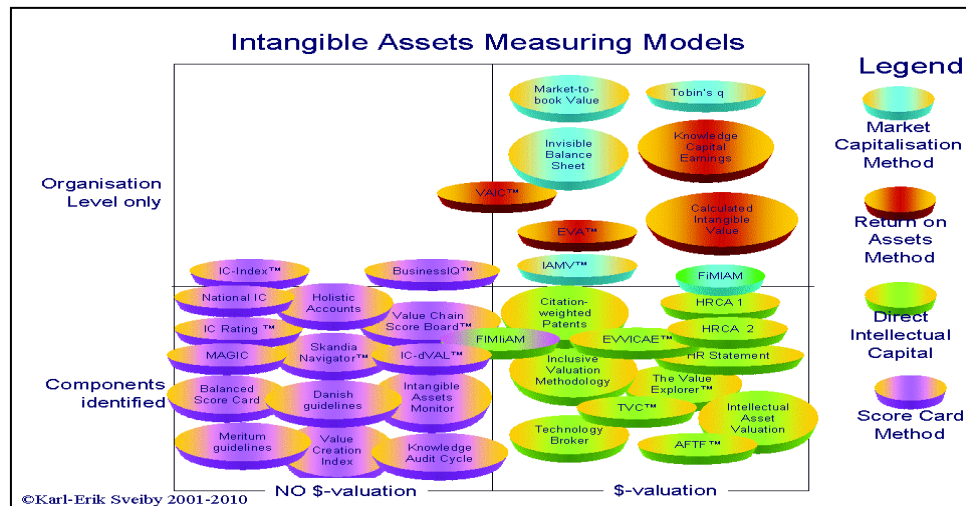 Intangible Assets Measuring Models
Legend
Market-to-
book Value
Tobin's q
Market
Capitalisation
Method
Invisible
Balance
Sheet
Knowledge
Capital
Earnings
Organisation
Level only
VAIC™
Calculated
Intangible
Value
EVA™
Return on
Assets
Method
IC-Index™
BusinessIQ™
IAMV™
FiMIAM
National IC
Holistic
Accounts
Value Chain
Score Board™
Citation-
weighted
Patents
HRCA 1
IC Rating ™
HRCA 2
Direct
Intellectual
Capital
FIMIiAM
EVVICAE™
MAGIC
Skandia
Navigator™
IC-dVAL™
Inclusive
Valuation
Methodology
HR Statement
Components
identified
Balanced
Score Card
Danish
guidelines
Intangible
Assets
Monitor
The Value
Explorer™
TVC™
Intellectual
Asset
Valuation
Score Card
Method
Meritum
guidelines
Value
Creation
Index
Knowledge
Audit Cycle
Technology
Broker
AFTF™
NO $-valuation
$-valuation
©Karl-Erik Sveiby 2001-2010